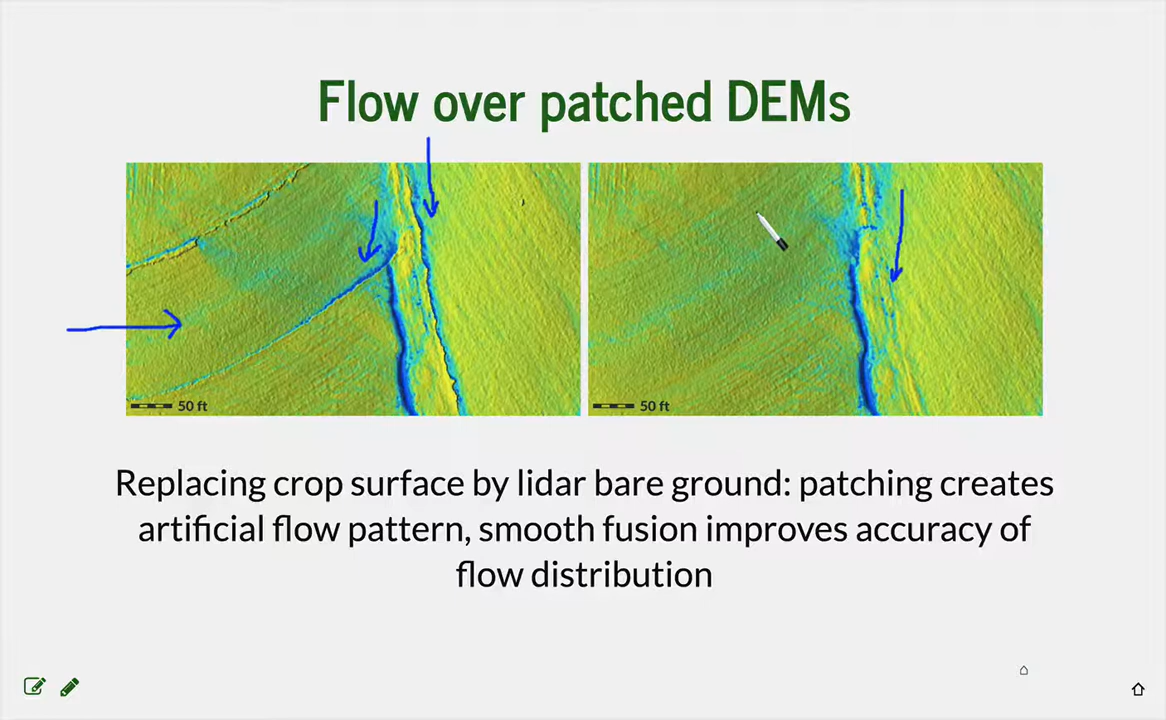 Flow over patched DEMs
50 ft
50 ft
Replacing crop surface by lidar bare ground: patching creates
artificial flow pattern, smooth fusion improves accuracy of
flow distribution